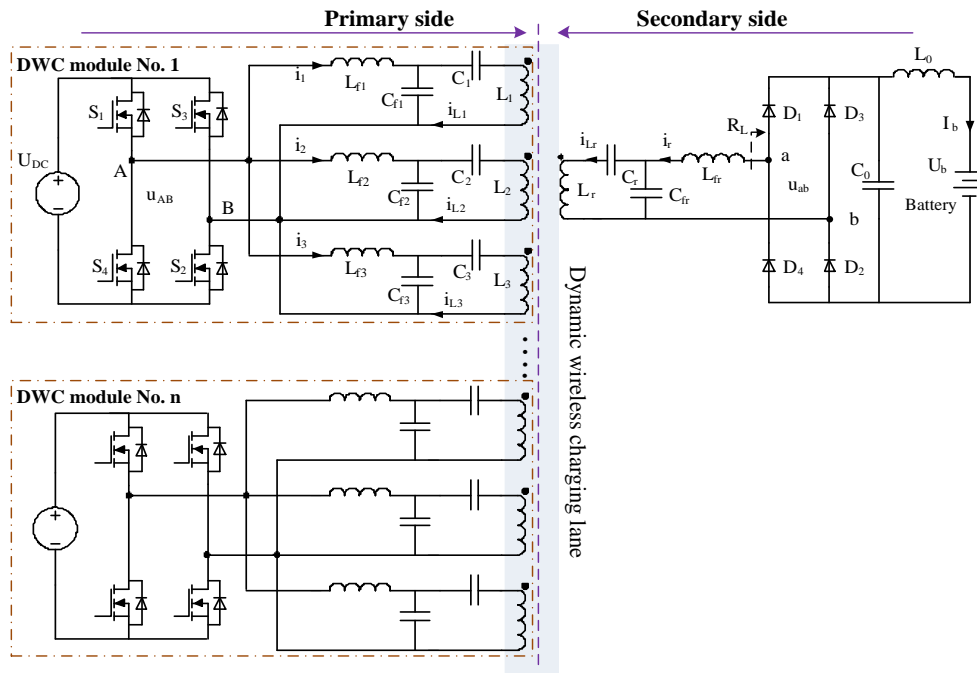 Primary side
Secondary side
DWC module No. 1
i1 Lf1 C1 L1
Cf1 iL1
S1 S3
UDC
A
uAB
B
S4 S2
i2 Lf2 C2 L2
Cf2 iL2
i3 Lf3 C3 L3
Cf3 iL3
iLr ir RL
Lr Cr Cfr Lfr
D1 D3
a
uab
b
D4 D2
C0
L0
Ib
Ub
Battery
+
−
Dynamic wireless charging lane
DWC module No. n
+
−